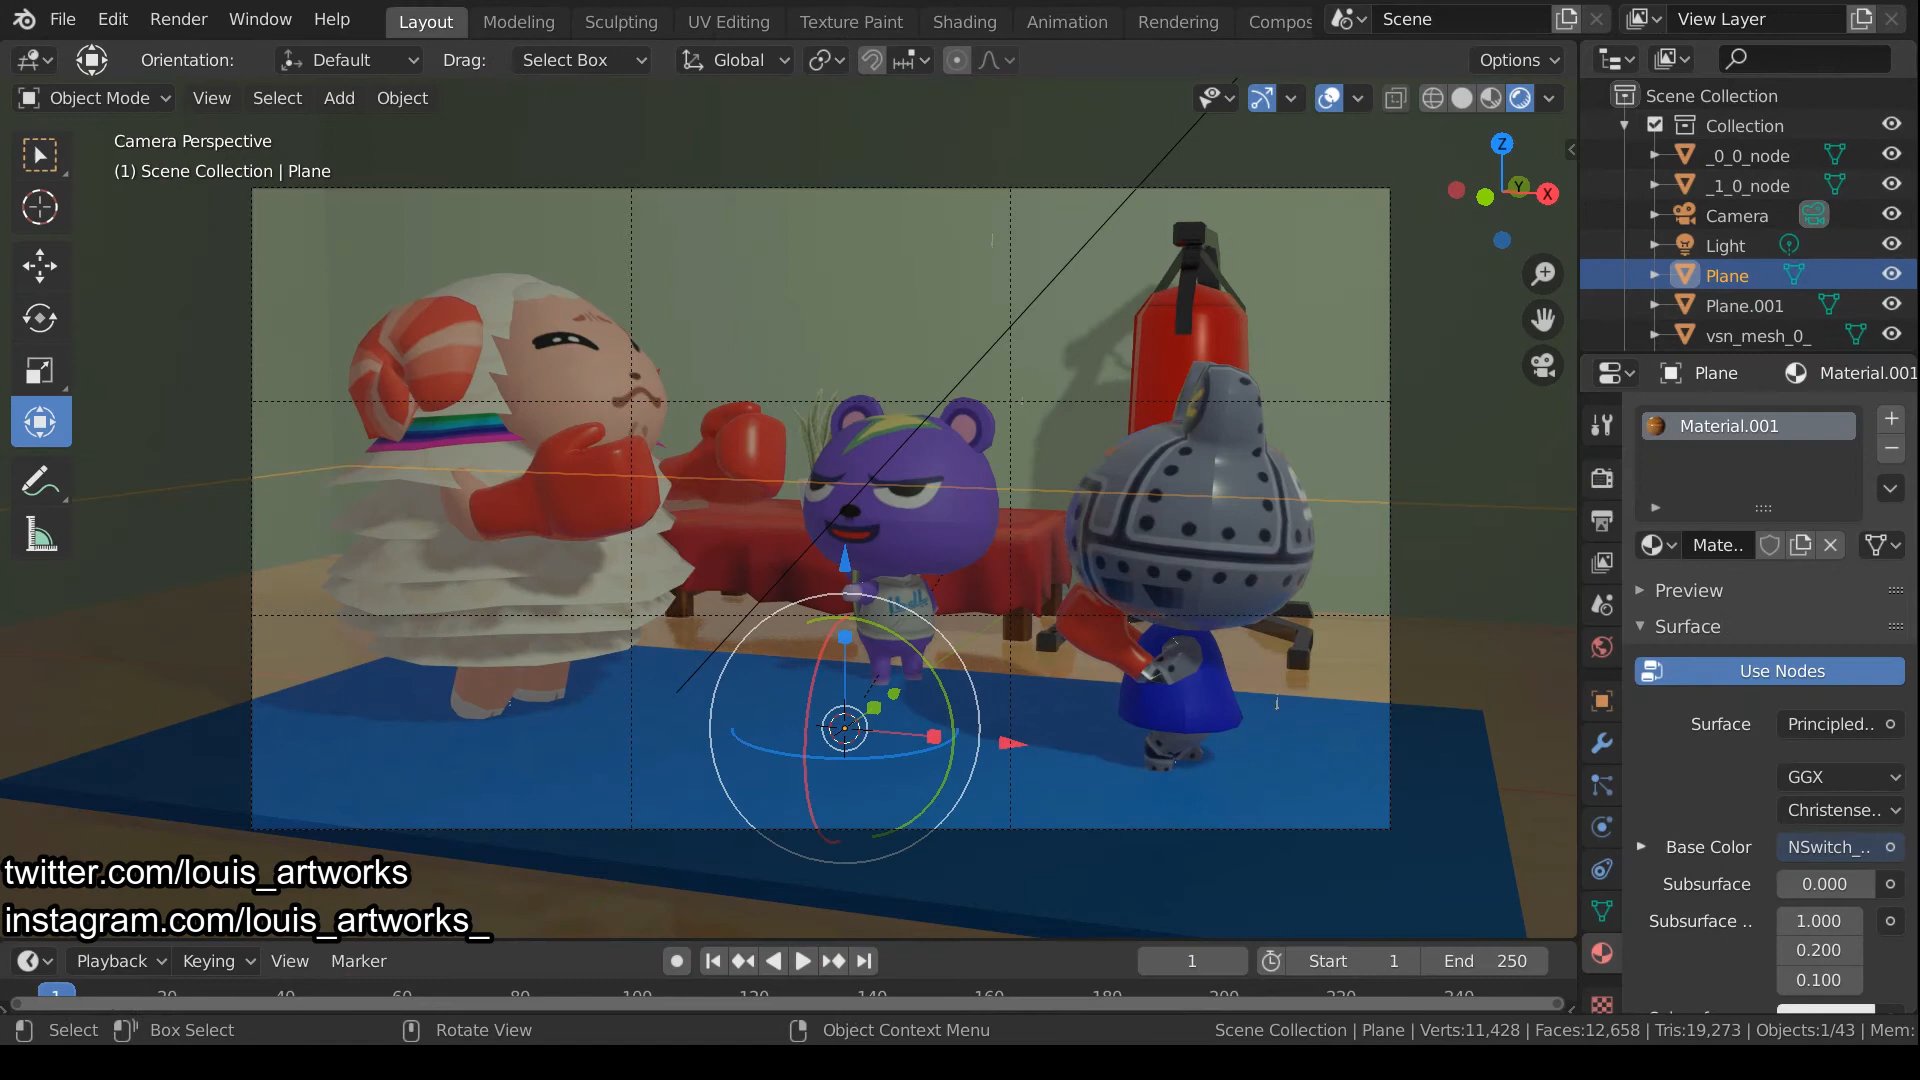 File Edit Render Window Help Layout Modeling Sculpting UV Editing Texture Paint Shading Animation Rendering Compos Scene View Layer
Orientation: Default Drag: Select Box Global Options
Object Mode View Select Add Object
Camera Perspective
(1) Scene Collection | Plane
Z
Y
X
Scene Collection
Collection
_0_0_node
_1_0_node
Camera
Light
Plane
Plane.001
vsn_mesh_0_
Plane Material.001
Material.001
Mate..
Preview
Surface
Use Nodes
Surface Principled..
GGX
Christense..
Base Color NSwitch_..
Subsurface 0.000
Subsurface .. 1.000
0.200
0.100
twitter.com/louis_artworks
instagram.com/louis_artworks_
Playback Keying View Marker 1 Start 1 End 250
1 20 40 60 80 100 120 140 160 180 200 220 240
Select Box Select Rotate View Object Context Menu Scene Collection | Plane | Verts:11,428 | Faces:12,658 | Tris:19,273 | Objects:1/43 | Mem: